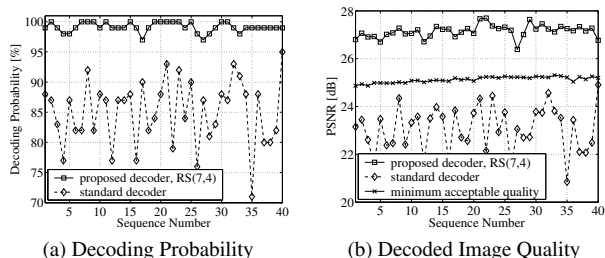 100
95
90
85
80
75
70
Decoding Probability [%]
proposed decoder, RS(7,4)
standard decoder
5 10 15 20 25 30 35 40
Sequence Number
(a) Decoding Probability
28
26
24
22
20
PSNR [dB]
proposed decoder, RS(7,4)
standard decoder
minimum acceptable quality
5 10 15 20 25 30 35 40
Sequence Number
(b) Decoded Image Quality